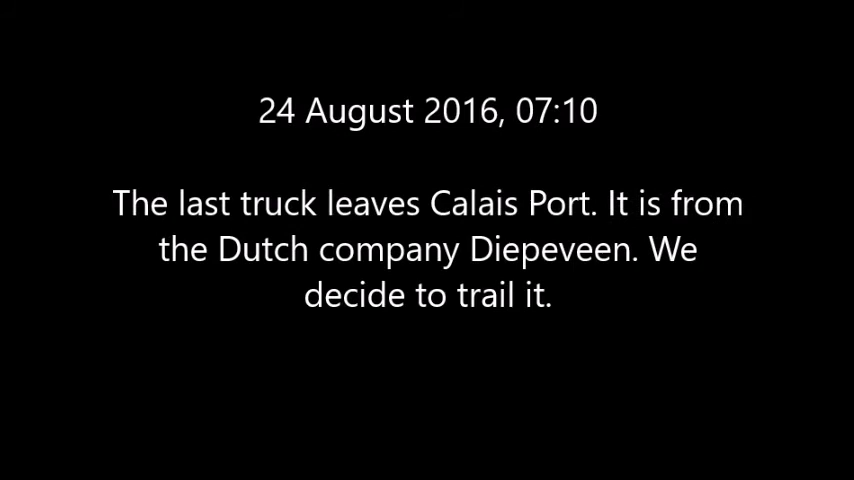 24 August 2016, 07:10
The last truck leaves Calais Port. It is from
the Dutch company Diepeveen. We
decide to trail it.